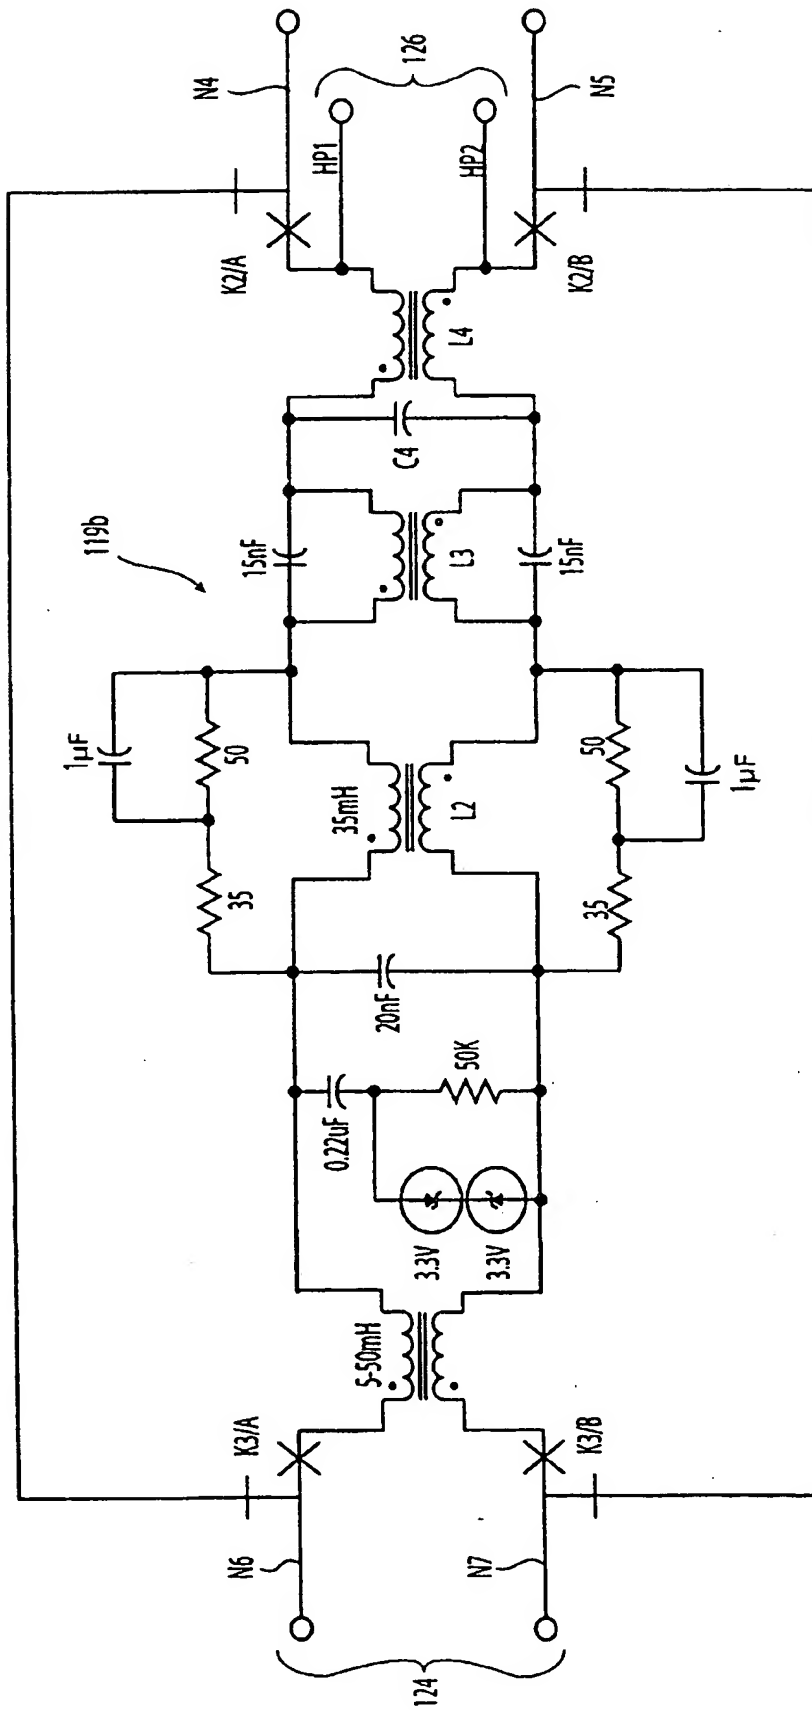 119b
K2/A
N4
HP1
126
HP2
K2/B
N5
L4
C4
15nF
L3
15nF
1µF
50
35
35mH
L2
50
35
1µF
20nF
0.22uF
50K
3.3V
3.3V
5-50mH
K3/A
K3/B
N6
N7
124